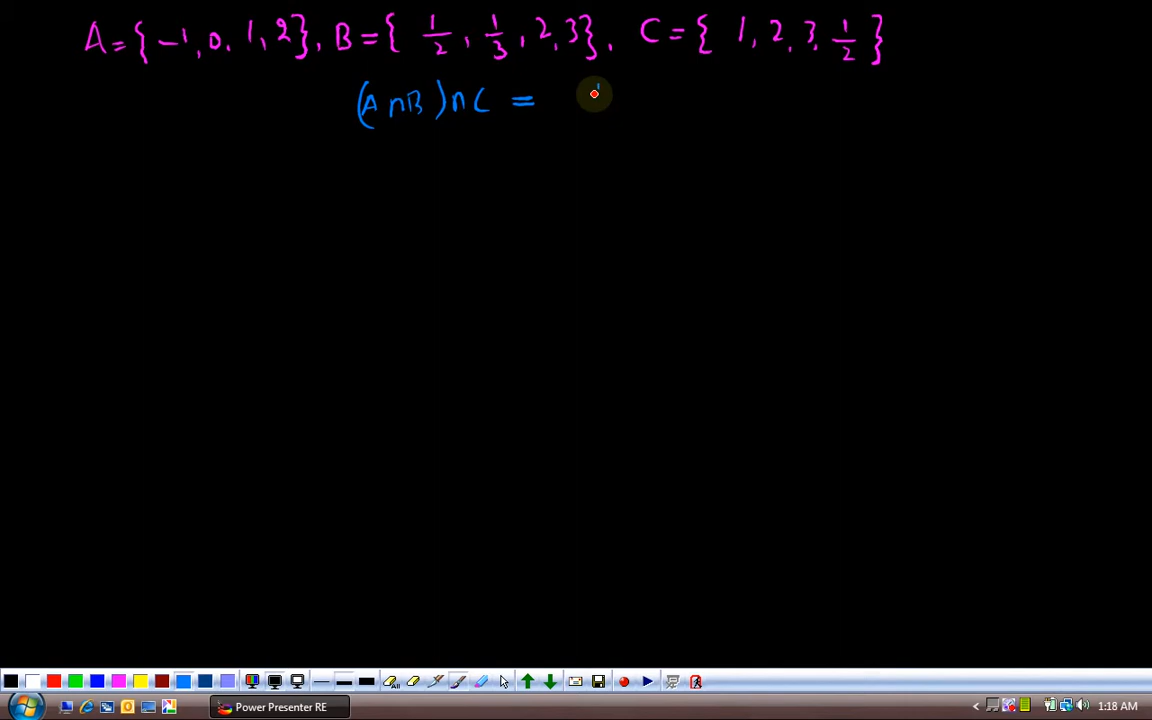 A = { -1, 0, 1, 2 }, B = { 1/2, 1/3, 2, 3 }, C = { 1, 2, 3, 1/2 }
(A ∩ B) ∩ C =
All
Power Presenter RE
1:18 AM